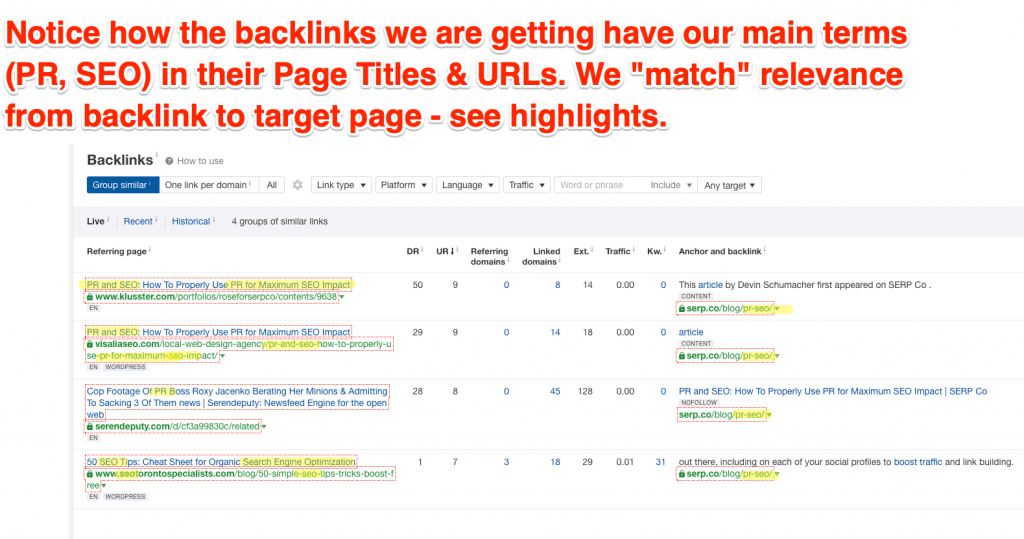 Notice how the backlinks we are getting have our main terms
(PR, SEO) in their Page Titles & URLs. We "match" relevance
from backlink to target page - see highlights.
Backlinks i ? How to use
Group similar i One link per domain i All Link type ▼ Platform ▼ Language ▼ Traffic ▼ Word or phrase Include ▼ Any target ▼
Live i Recent i Historical i 4 groups of similar links
Referring page i DR i UR ↓ i Referring domains i Linked domains i Ext. i Traffic i Kw. i Anchor and backlink i
PR and SEO: How To Properly Use PR for Maximum SEO Impact 50 9 0 8 14 0.00 0 This article by Devin Schumacher first appeared on SERP Co .
www.klusster.com/portfolios/roseforserpco/contents/9638 ▼ CONTENT
EN serp.co/blog/pr-seo/ ▼
PR and SEO: How To Properly Use PR for Maximum SEO Impact 29 9 0 14 18 0.00 0 article
visaliaseo.com/local-web-design-agency/pr-and-seo-how-to-properly-u CONTENT
se-pr-for-maximum-seo-impact/ ▼ serp.co/blog/pr-seo/ ▼
EN WORDPRESS
Cop Footage Of PR Boss Roxy Jacenko Berating Her Minions & Admitting 28 8 0 45 128 0.00 0 PR and SEO: How To Properly Use PR for Maximum SEO Impact | SERP Co
To Sacking 3 Of Them news | Serendeputy: Newsfeed Engine for the open NOFOLLOW
web serp.co/blog/pr-seo/ ▼
serendeputy.com/d/cf3a99830c/related ▼
EN
50 SEO Tips: Cheat Sheet for Organic Search Engine Optimization 1 7 3 18 29 0.01 31 out there, including on each of your social profiles to boost traffic and link building.
www.seotorontospecialists.com/blog/50-simple-seo-tips-tricks-boost-f serp.co/blog/pr-seo/ ▼
ree ▼
EN WORDPRESS